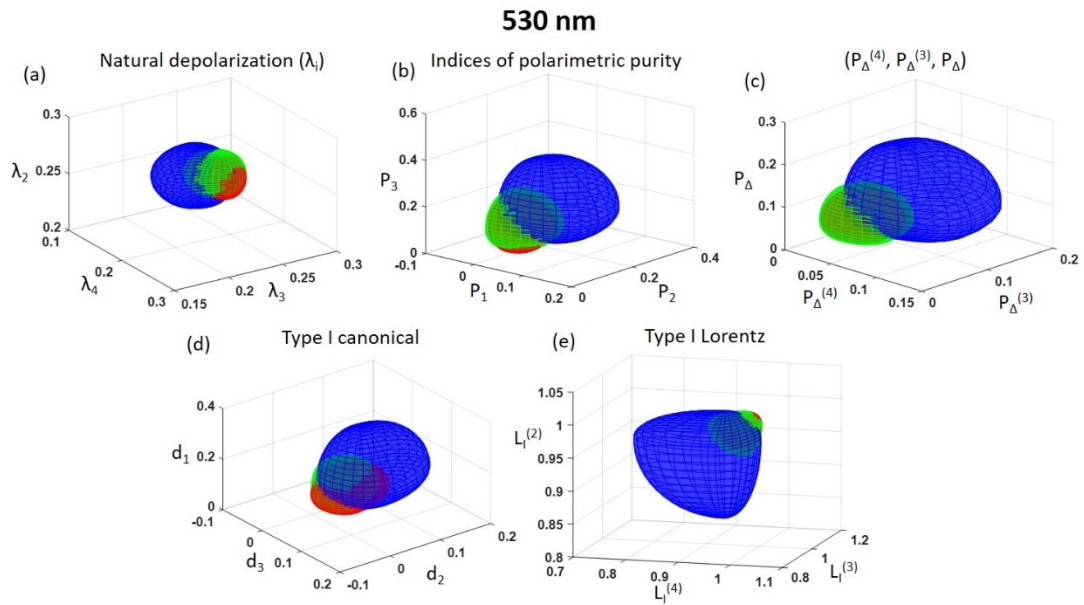 530 nm
(a) Natural depolarization (λi)
0.3
0.25
0.2
λ2
0.1
0.2
0.3
λ4
0.15
0.2
0.25
0.3
λ3
(b) Indices of polarimetric purity
0.6
0.4
0.2
0
P3
-0.1
0
0.1
0.2
P1
0
0.2
0.4
P2
(c) (PΔ(4), PΔ(3), PΔ)
0.3
0.2
0.1
0
PΔ
0
0.05
0.1
0.15
PΔ(4)
0
0.1
0.2
PΔ(3)
(d) Type I canonical
0.4
0.2
0
d1
-0.1
0
0.1
0.2
d3
-0.1
0
0.1
0.2
d2
(e) Type I Lorentz
1.05
1
0.95
0.9
0.85
0.8
LI(2)
0.7
0.8
0.9
1
1.1
LI(4)
0.8
1
1.2
LI(3)